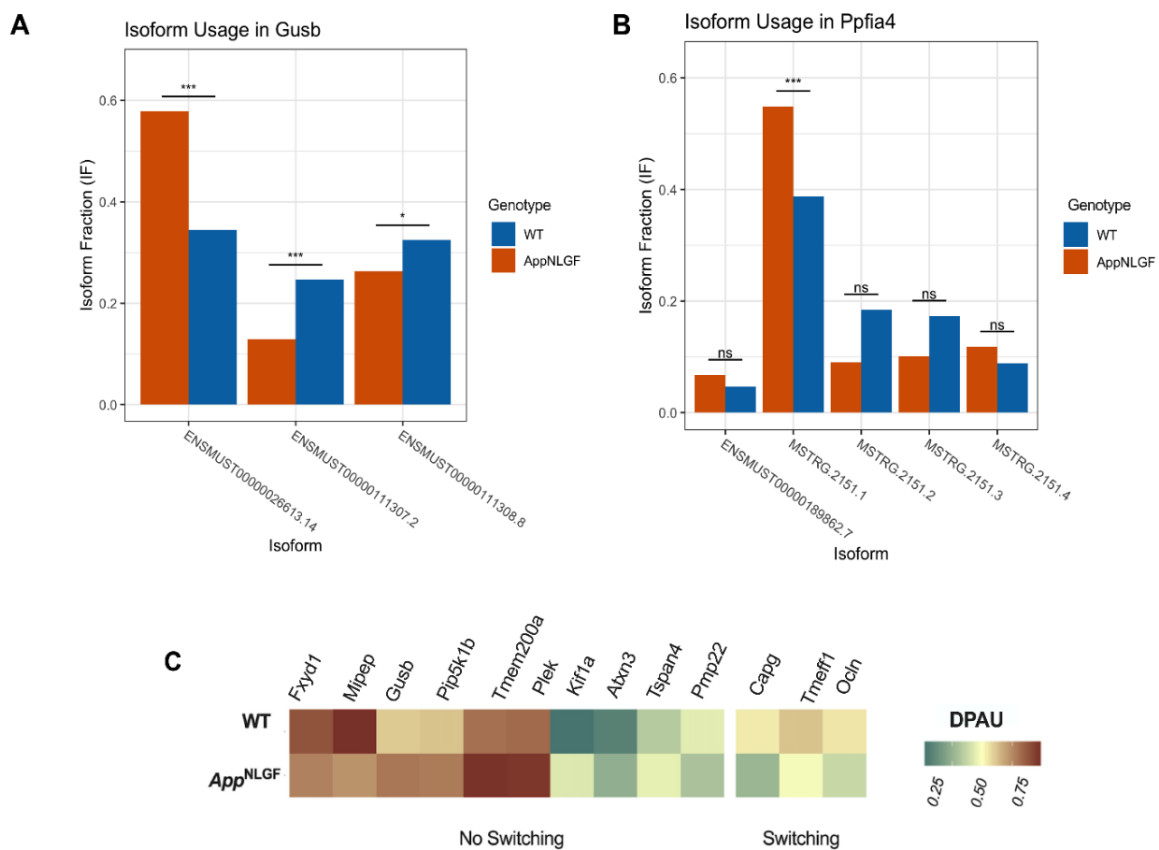 A
Isoform Usage in Gusb
Isoform Fraction (IF)
0.6
0.4
0.2
0.0
***
***
*
ENSMUST00000026613.14
ENSMUST00000111307.2
ENSMUST00000111308.8
Isoform
Genotype
WT
AppNLGF
B
Isoform Usage in Ppfia4
Isoform Fraction (IF)
0.6
0.4
0.2
0.0
ns
***
ns
ns
ns
ENSMUST00000189862.7
MSTRG.2151.1
MSTRG.2151.2
MSTRG.2151.3
MSTRG.2151.4
Isoform
Genotype
WT
AppNLGF
C
Fxyd1
Mipep
Gusb
Pip5k1b
Tmem200a
Plek
Kif1a
Atxn3
Tspan4
Pmp22
Capg
Tmeff1
Ocln
WT
AppNLGF
No Switching
Switching
DPAU
0.25
0.50
0.75